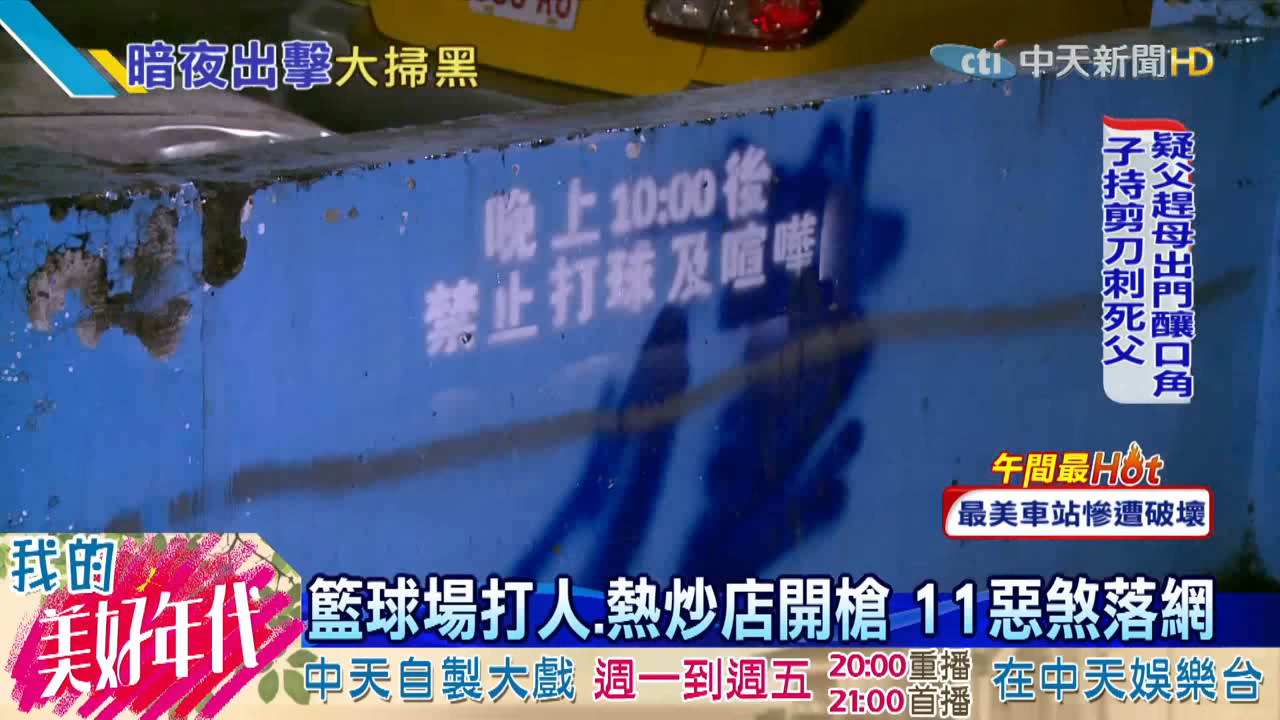 暗夜出擊大掃黑
cti 中天新聞HD
疑父趕母出門釀口角
子持剪刀刺死父
晚上10:00後
禁止打球及喧嘩
午間最Hot
最美車站慘遭破壞
籃球場打人.熱炒店開槍 11惡煞落網
我的
美好年代
中天自製大戲 週一到週五 20:00重播 21:00首播 在中天娛樂台